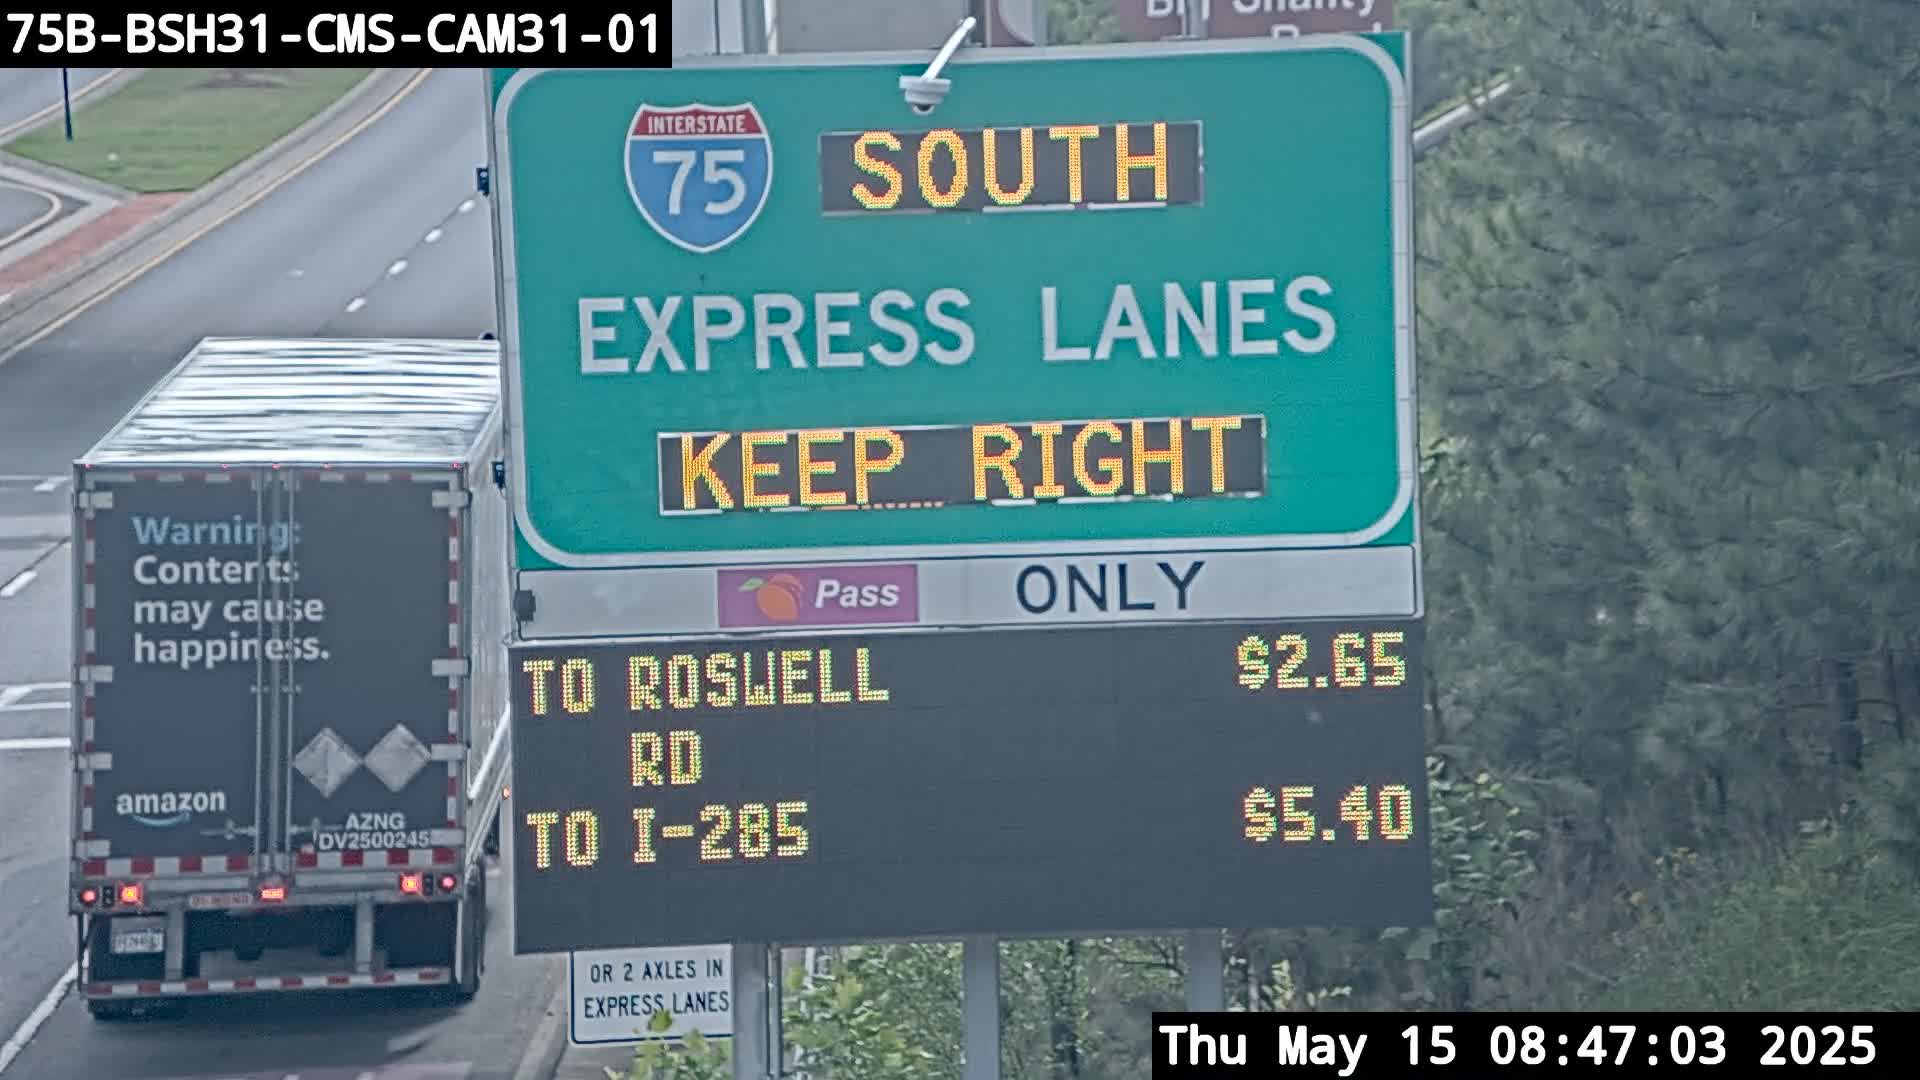 75B-BSH31-CMS-CAM31-01
Shanty
INTERSTATE
75
SOUTH
EXPRESS LANES
KEEP RIGHT
Pass ONLY
TO ROSWELL $2.65
RD
TO I-285 $5.40
Warning:
Contents
may cause
happiness.
amazon
AZNG
DV2500245
OR 2 AXLES IN
EXPRESS LANES
Thu May 15 08:47:03 2025